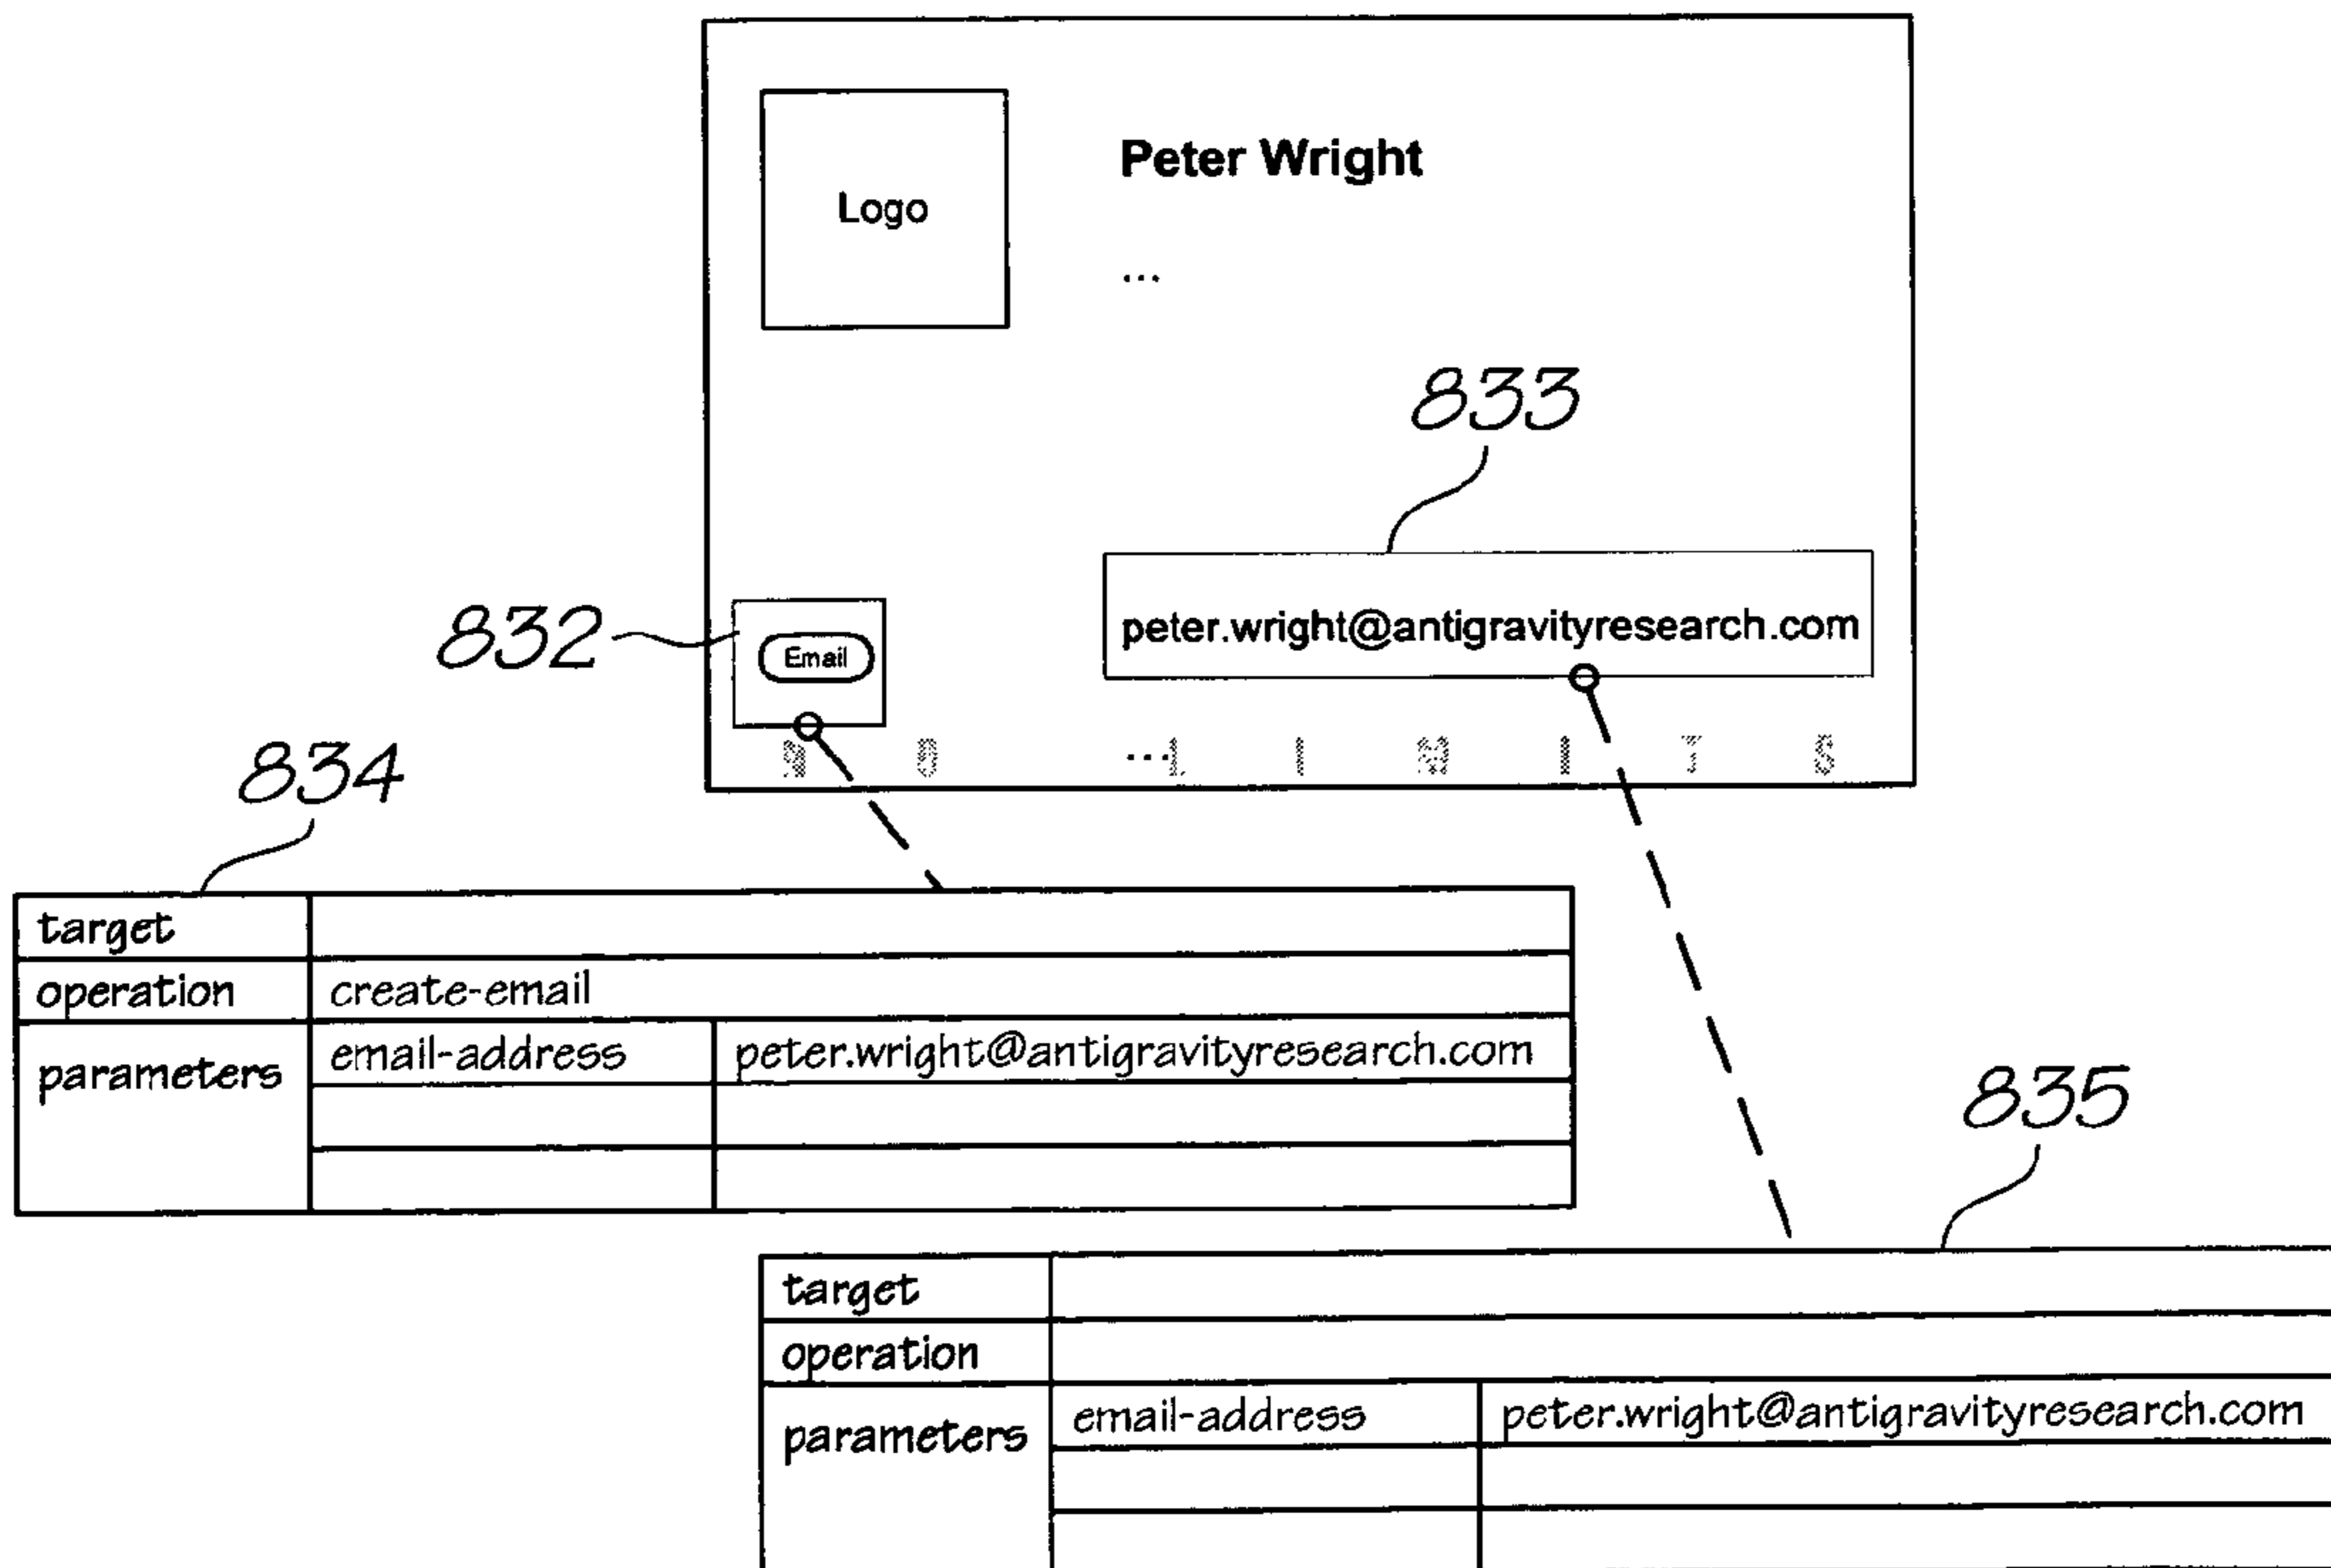 Peter Wright
Logo
...
833
peter.wright@antigravityresearch.com
832
Email
N O ...L I M I T S
834
target
operation create-email
parameters email-address peter.wright@antigravityresearch.com
835
target
operation
parameters email-address peter.wright@antigravityresearch.com